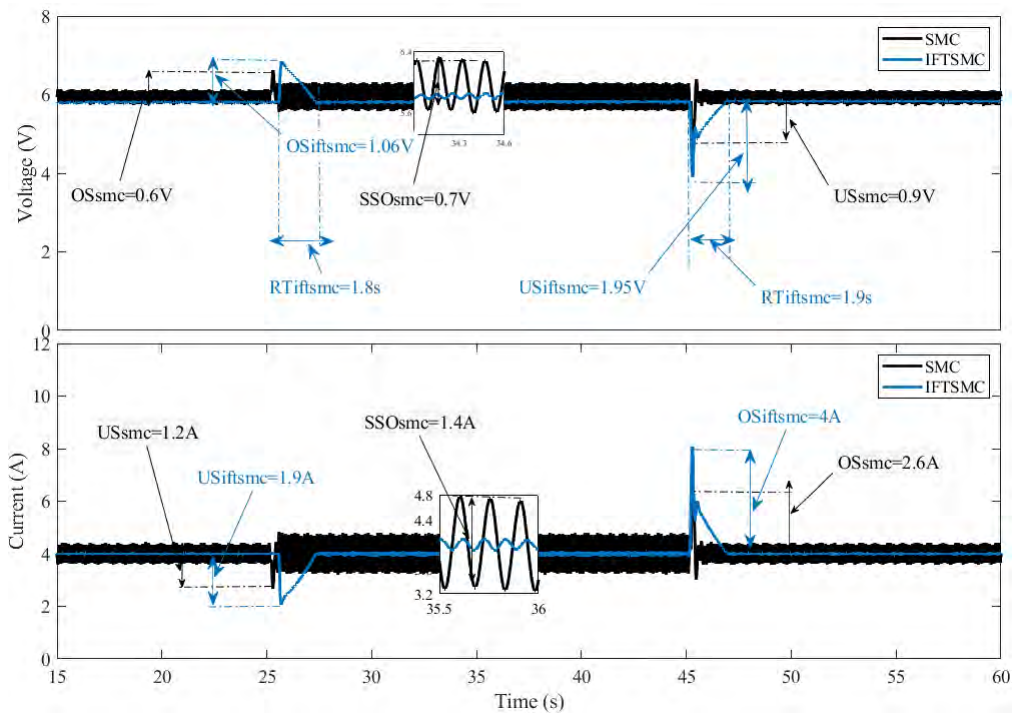 8
6
4
2
0
Voltage (V)
SMC
IFTSMC
6.4
5.6
34.3
34.6
OSiftsmc=1.06V
OSsmc=0.6V
SSOsmc=0.7V
USsmc=0.9V
RTiftsmc=1.8s
USiftsmc=1.95V
RTiftsmc=1.9s
12
10
8
6
4
2
0
Current (A)
SMC
IFTSMC
USsmc=1.2A
SSOsmc=1.4A
OSiftsmc=4A
USiftsmc=1.9A
OSsmc=2.6A
4.8
4.4
4
3.2
35.5
36
15
20
25
30
35
40
45
50
55
60
Time (s)